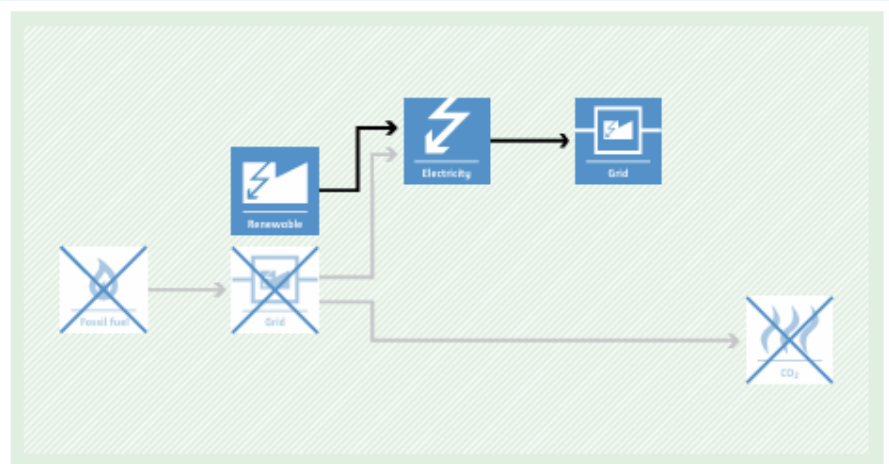 Electricity
Grid
Renewable
Fossil fuel
Grid
CO₂